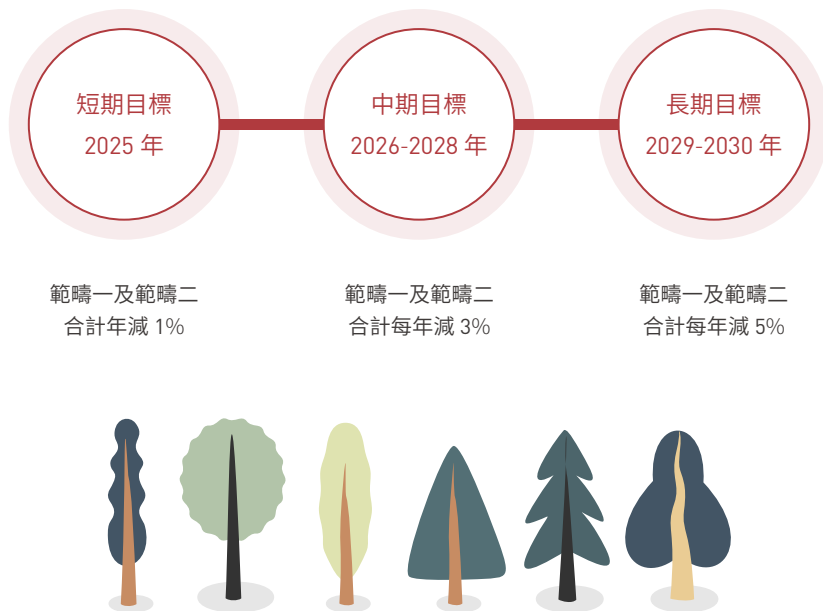 短期目標
2025 年
中期目標
2026-2028 年
長期目標
2029-2030 年
範疇一及範疇二
合計年減 1%
範疇一及範疇二
合計每年減 3%
範疇一及範疇二
合計每年減 5%